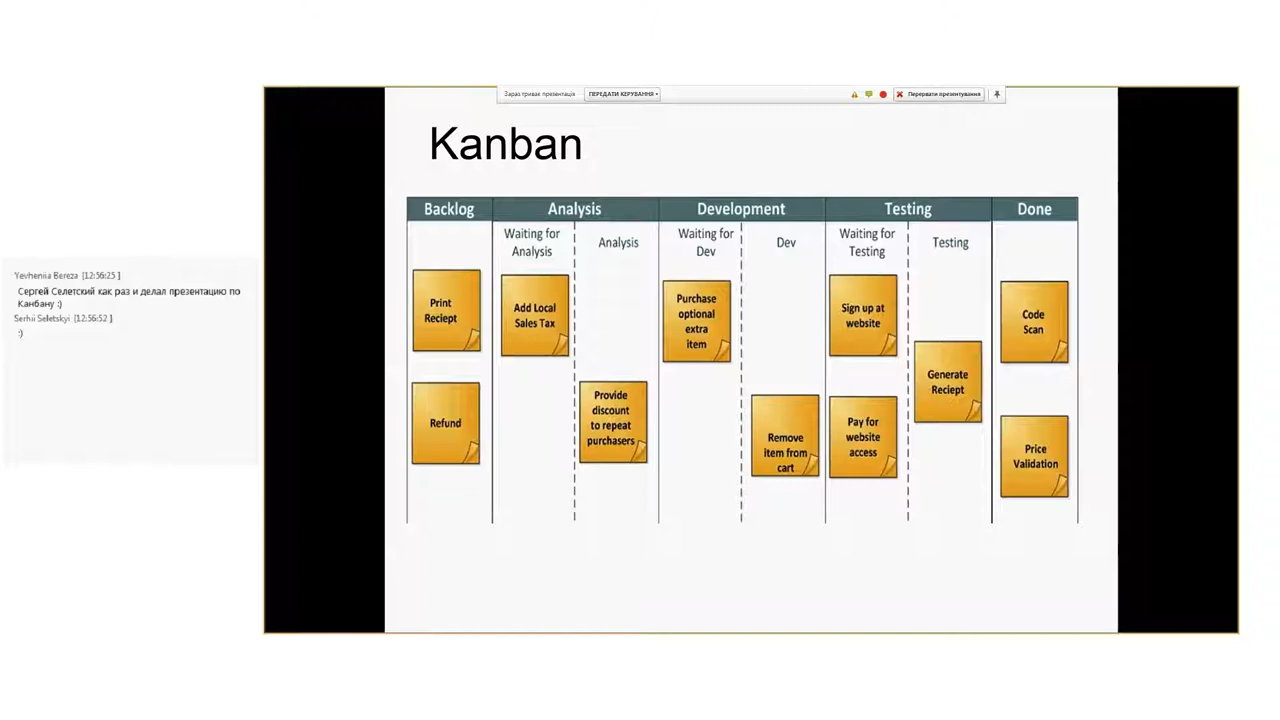 Зараз триває презентація
ПЕРЕДАТИ КЕРУВАННЯ
Перервати презентування
Kanban
Backlog
Analysis
Development
Testing
Done
Waiting for
Analysis
Analysis
Waiting for
Dev
Dev
Waiting for
Testing
Testing
Print
Reciept
Refund
Add Local
Sales Tax
Provide
discount
to repeat
purchasers
Purchase
optional
extra
item
Remove
item from
cart
Sign up at
website
Pay for
website
access
Generate
Reciept
Code
Scan
Price
Validation
Yevheniia Bereza [12:56:25 ]
Сергей Селетский как раз и делал презентацию по
Канбану :)
Serhii Seletskyi [12:56:52 ]
:)